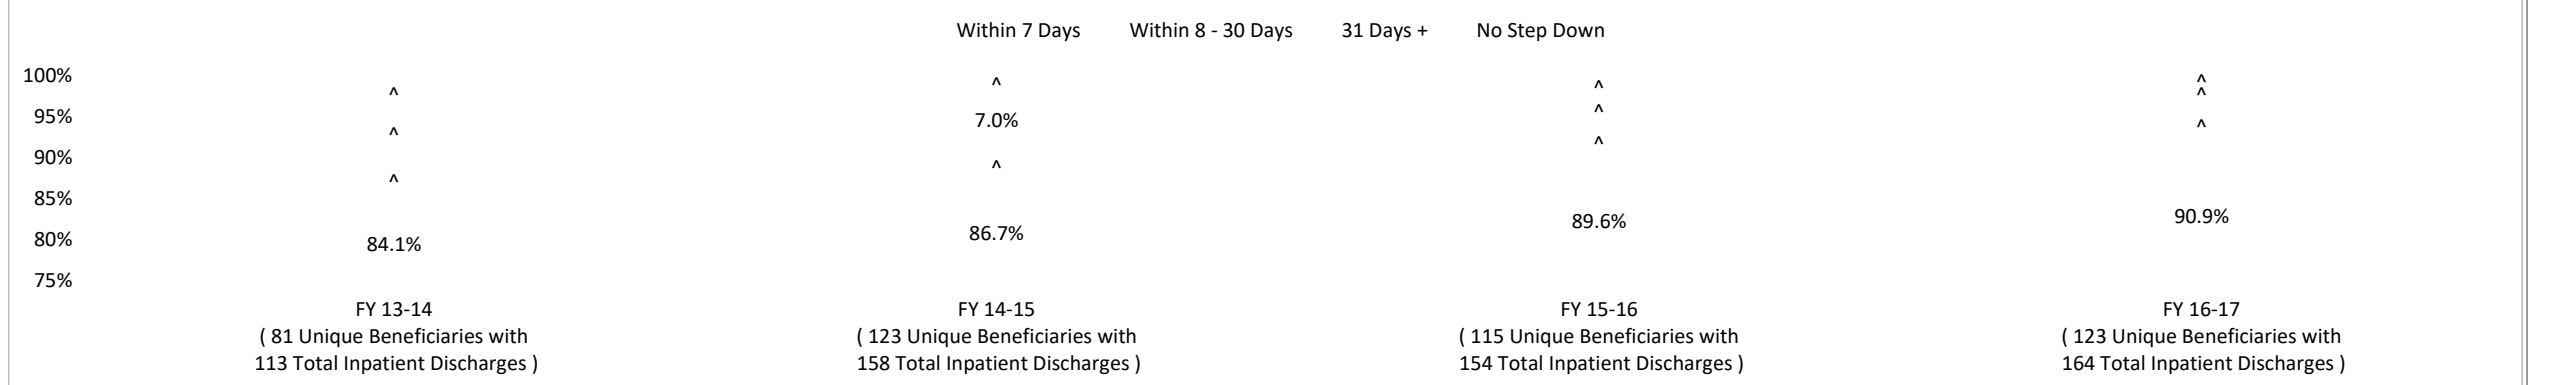 Within 7 Days Within 8 - 30 Days 31 Days + No Step Down
100%
95%
90%
85%
80%
75%
^
^
^
84.1%
^
7.0%
^
86.7%
^
^
^
89.6%
^
^
^
90.9%
FY 13-14
( 81 Unique Beneficiaries with
113 Total Inpatient Discharges )
FY 14-15
( 123 Unique Beneficiaries with
158 Total Inpatient Discharges )
FY 15-16
( 115 Unique Beneficiaries with
154 Total Inpatient Discharges )
FY 16-17
( 123 Unique Beneficiaries with
164 Total Inpatient Discharges )